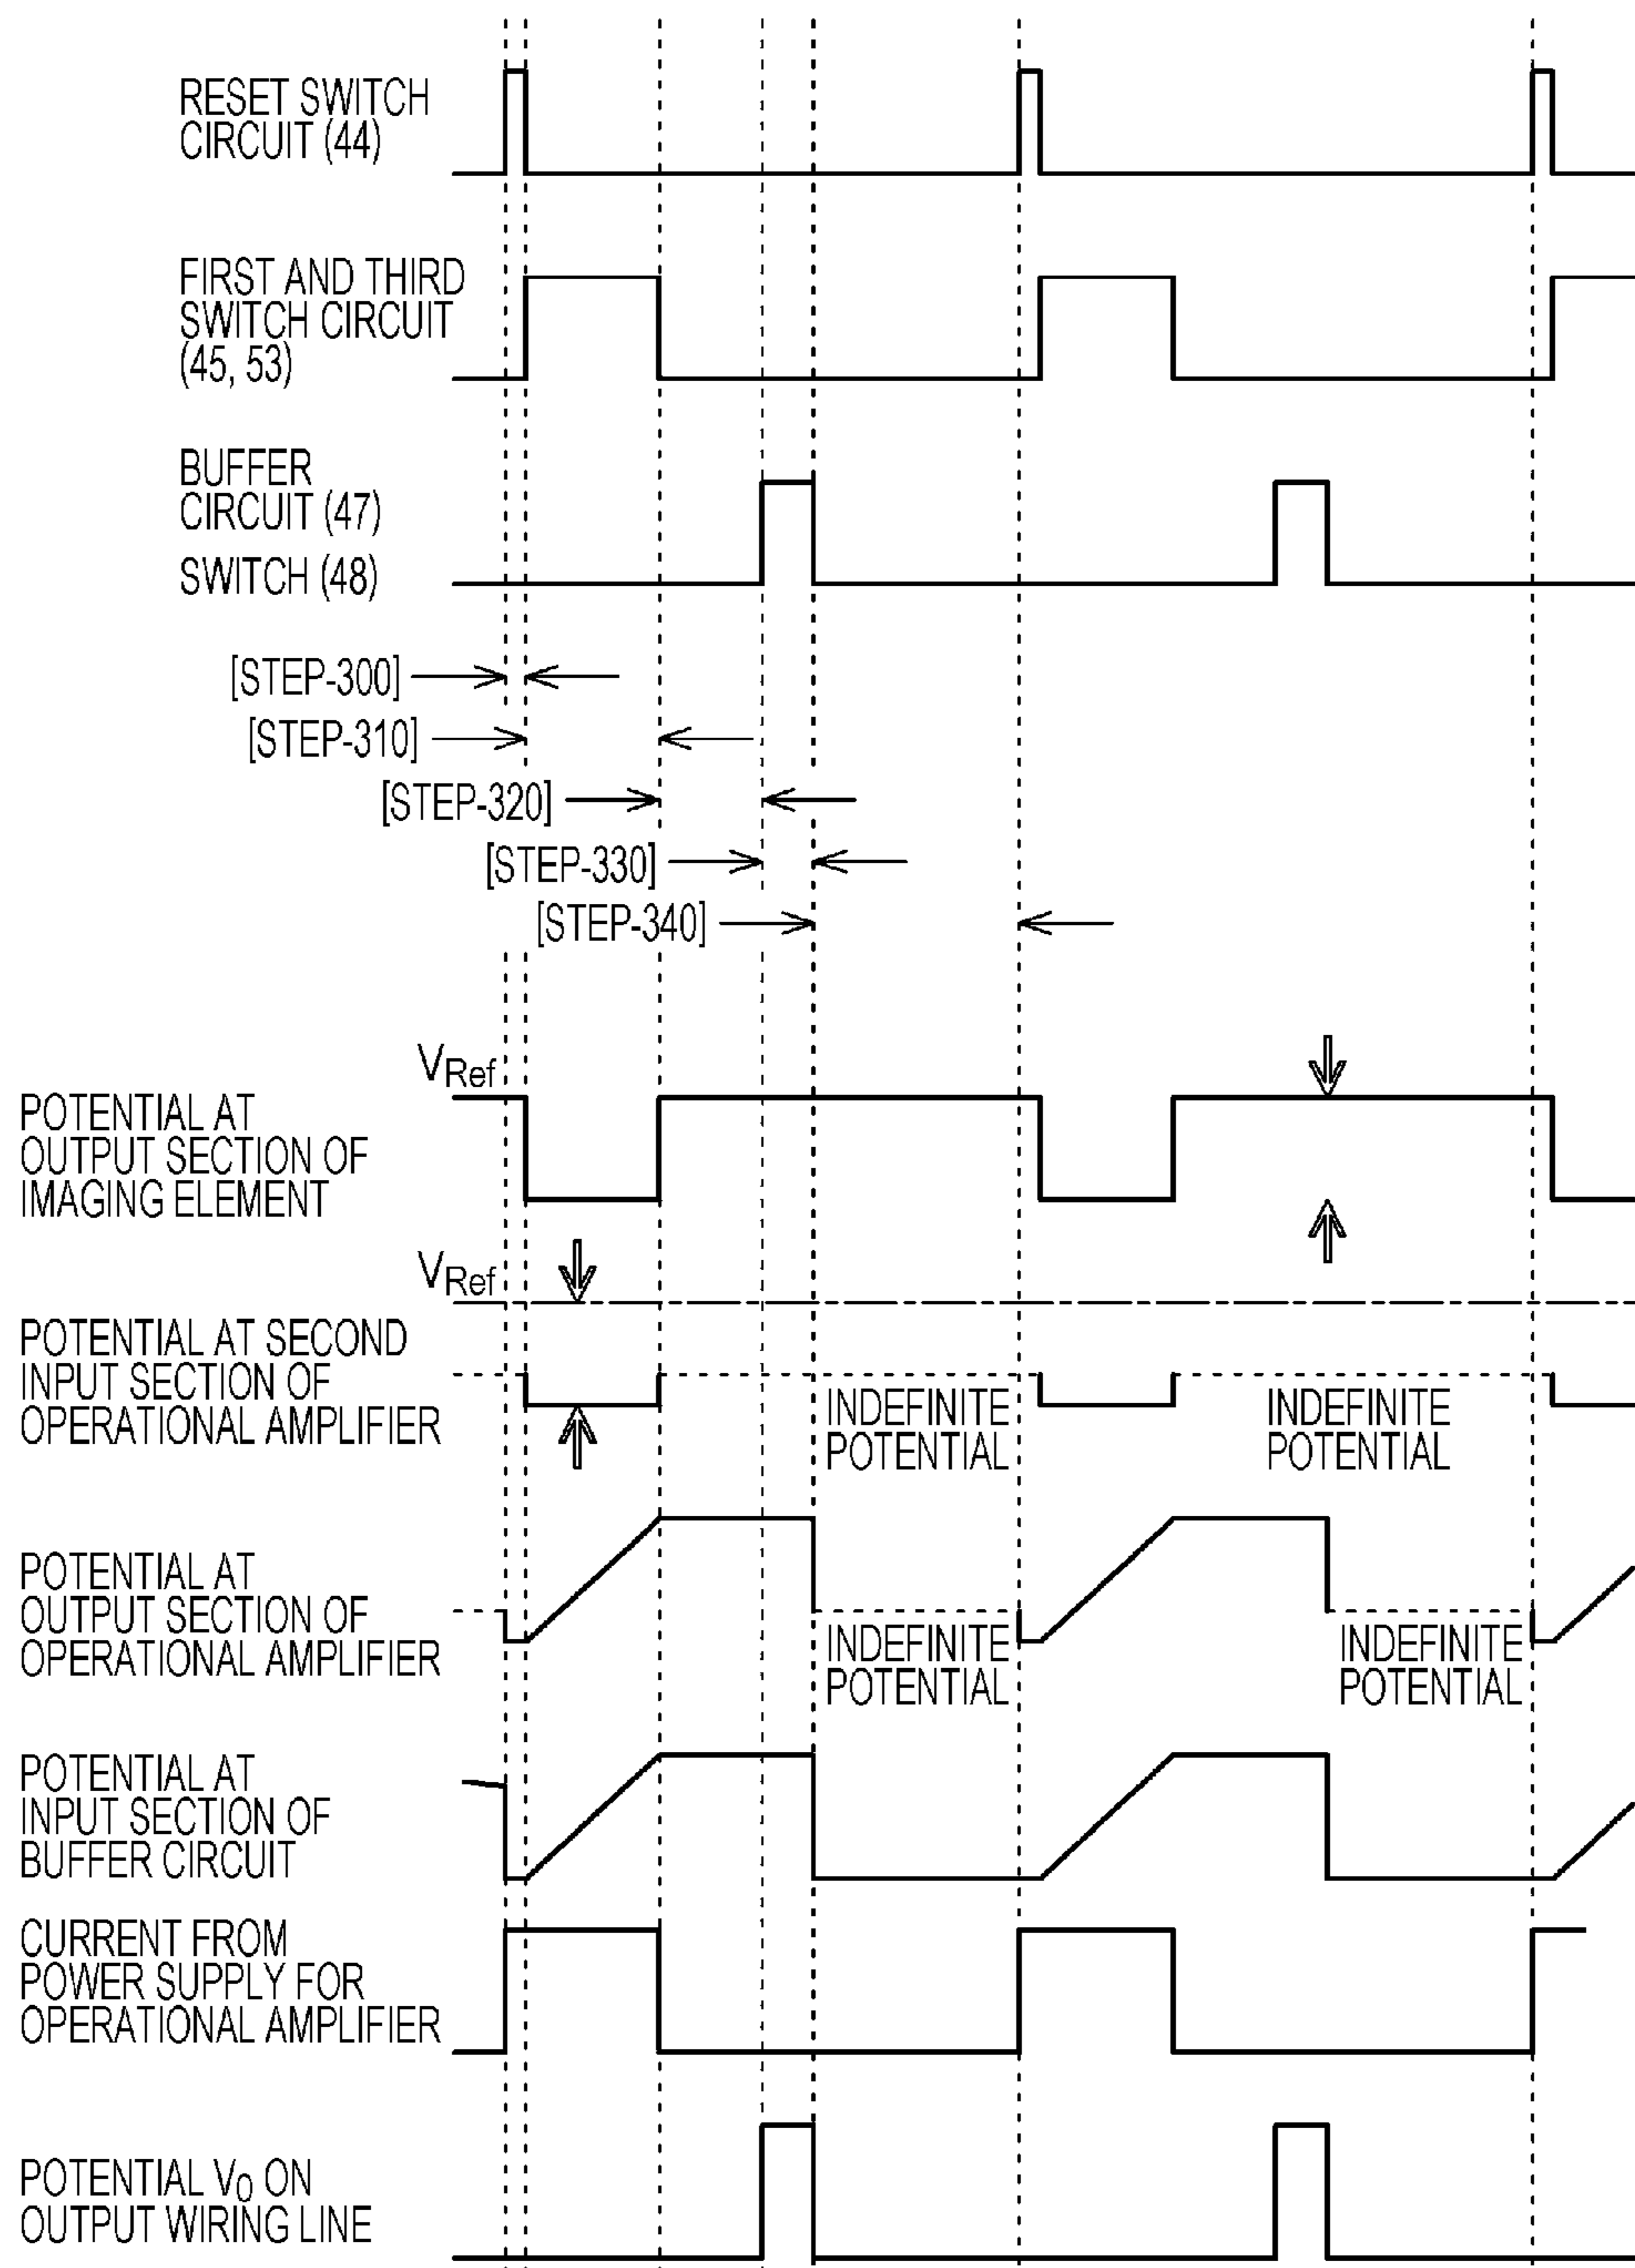 RESET SWITCH
CIRCUIT (44)
FIRST AND THIRD
SWITCH CIRCUIT
(45, 53)
BUFFER
CIRCUIT (47)
SWITCH (48)
[STEP-300]
[STEP-310]
[STEP-320]
[STEP-330]
[STEP-340]
VRef
POTENTIAL AT
OUTPUT SECTION OF
IMAGING ELEMENT
VRef
POTENTIAL AT SECOND
INPUT SECTION OF
OPERATIONAL AMPLIFIER
INDEFINITE
POTENTIAL
INDEFINITE
POTENTIAL
POTENTIAL AT
OUTPUT SECTION OF
OPERATIONAL AMPLIFIER
INDEFINITE
POTENTIAL
INDEFINITE
POTENTIAL
POTENTIAL AT
INPUT SECTION OF
BUFFER CIRCUIT
CURRENT FROM
POWER SUPPLY FOR
OPERATIONAL AMPLIFIER
POTENTIAL V0 ON
OUTPUT WIRING LINE